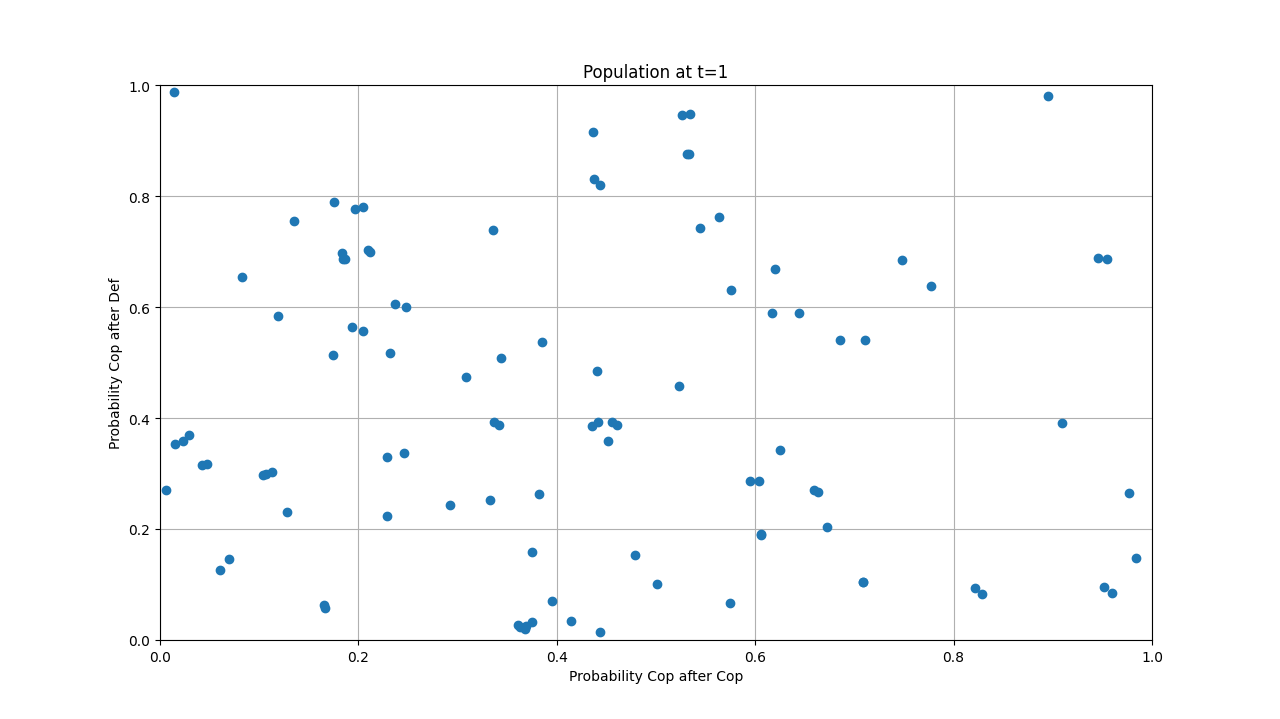 Population at t=1
1.0
0.8
0.6
0.4
0.2
0.0
Probability Cop after Def
0.0 0.2 0.4 0.6 0.8 1.0
Probability Cop after Cop